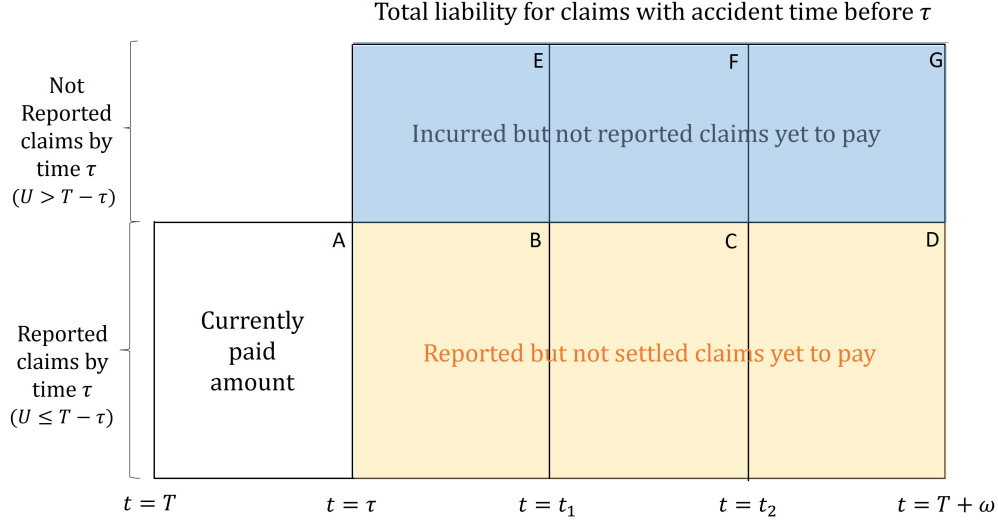 Total liability for claims with accident time before τ
Not
Reported
claims by
time τ
(U > T − τ)
E
F
G
Incurred but not reported claims yet to pay
Reported
claims by
time τ
(U ≤ T − τ)
A
B
C
D
Currently
paid
amount
Reported but not settled claims yet to pay
t = T
t = τ
t = t₁
t = t₂
t = T + ω